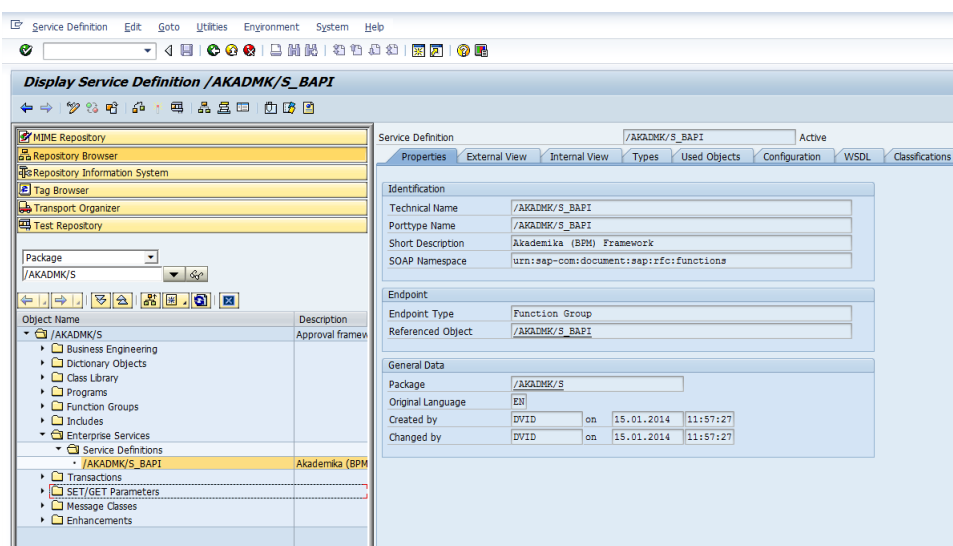 Service Definition Edit Goto Utilities Environment System Help
Display Service Definition /AKADMK/S_BAPI
MIME Repository
Repository Browser
Repository Information System
Tag Browser
Transport Organizer
Test Repository
Package
/AKADMK/S
Object Name Description
/AKADMK/S Approval framew
Business Engineering
Dictionary Objects
Class Library
Programs
Function Groups
Includes
Enterprise Services
Service Definitions
/AKADMK/S_BAPI Akademika (BPM
Transactions
SET/GET Parameters
Message Classes
Enhancements
Service Definition /AKADMK/S_BAPI Active
Properties External View Internal View Types Used Objects Configuration WSDL Classifications
Identification
Technical Name /AKADMK/S_BAPI
Porttype Name /AKADMK/S_BAPI
Short Description Akademika (BPM) Framework
SOAP Namespace urn:sap-com:document:sap:rfc:functions
Endpoint
Endpoint Type Function Group
Referenced Object /AKADMK/S_BAPI
General Data
Package /AKADMK/S
Original Language EN
Created by DVID on 15.01.2014 11:57:27
Changed by DVID on 15.01.2014 11:57:27